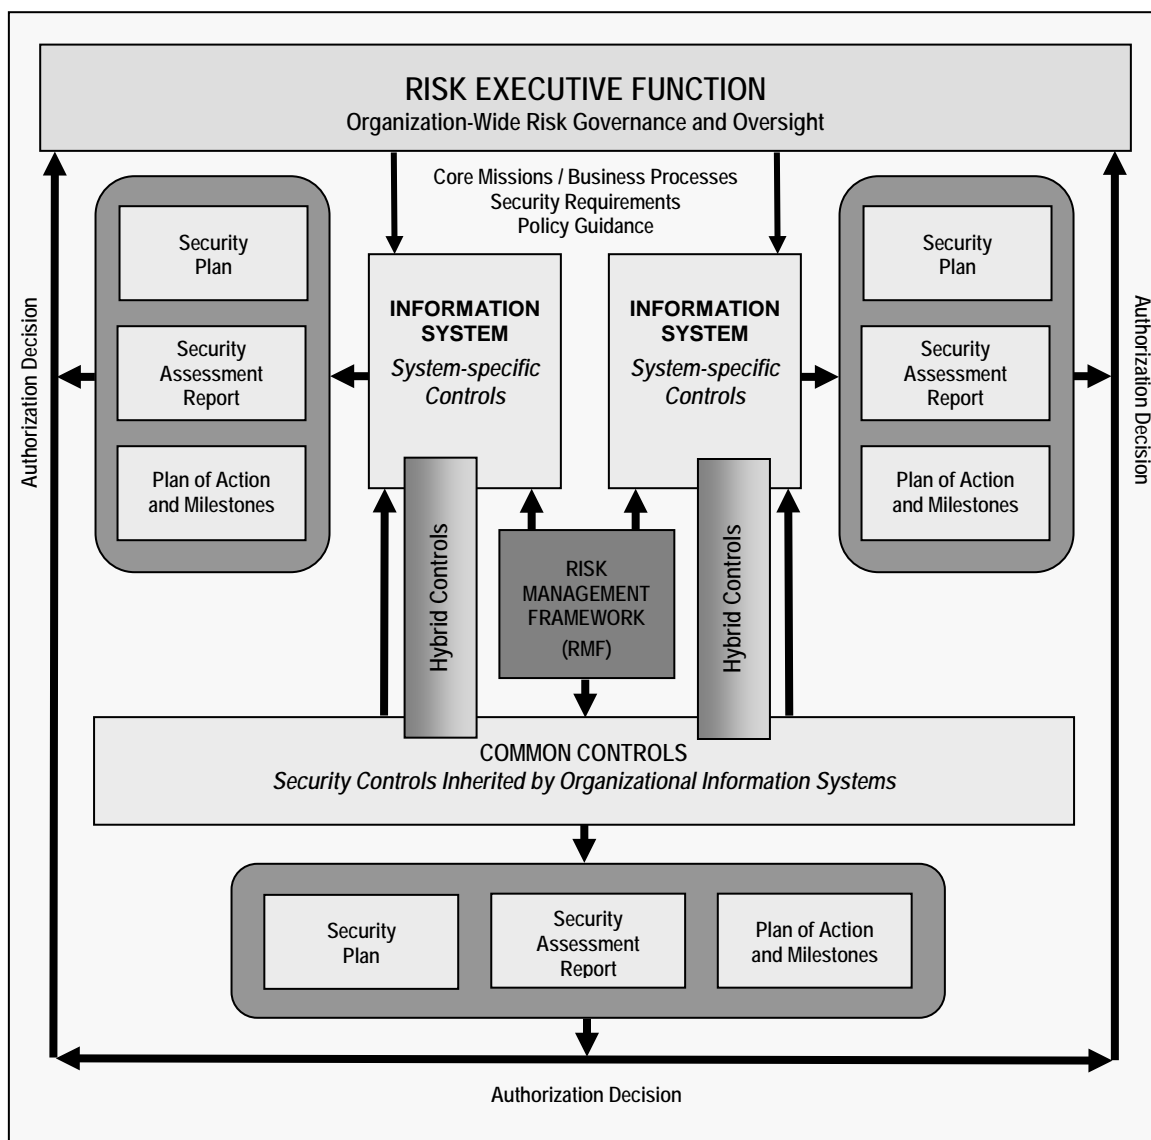 RISK EXECUTIVE FUNCTION
Organization-Wide Risk Governance and Oversight
Core Missions / Business Processes
Security Requirements
Policy Guidance
Authorization Decision
Security
Plan
Security
Assessment
Report
Plan of Action
and Milestones
INFORMATION
SYSTEM
System-specific
Controls
INFORMATION
SYSTEM
System-specific
Controls
Security
Plan
Security
Assessment
Report
Plan of Action
and Milestones
Authorization Decision
Hybrid Controls
RISK
MANAGEMENT
FRAMEWORK
(RMF)
Hybrid Controls
COMMON CONTROLS
Security Controls Inherited by Organizational Information Systems
Security
Plan
Security
Assessment
Report
Plan of Action
and Milestones
Authorization Decision